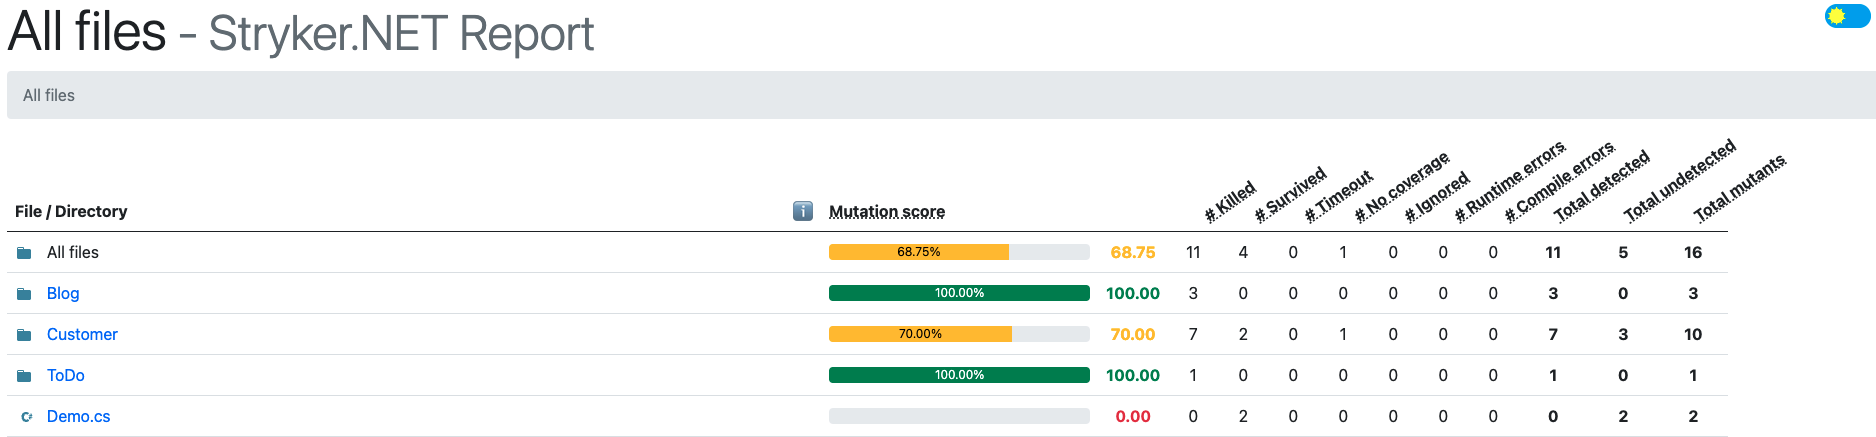 All files - Stryker.NET Report
All files
File / Directory Mutation score # Killed # Survived # Timeout # No coverage # Ignored # Runtime errors # Compile errors Total detected Total undetected Total mutants
All files 68.75% 68.75 11 4 0 1 0 0 0 11 5 16
Blog 100.00% 100.00 3 0 0 0 0 0 0 3 0 3
Customer 70.00% 70.00 7 2 0 1 0 0 0 7 3 10
ToDo 100.00% 100.00 1 0 0 0 0 0 0 1 0 1
C# Demo.cs 0.00 0 2 0 0 0 0 0 0 2 2